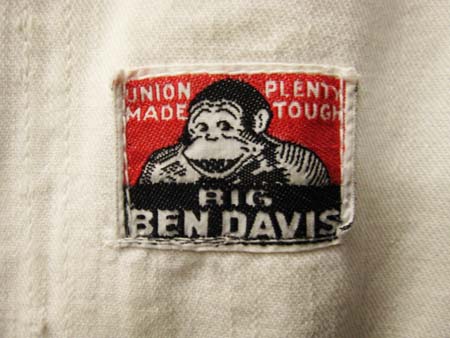 UNION PLENTY
MADE TOUGH
BIG
BEN DAVIS